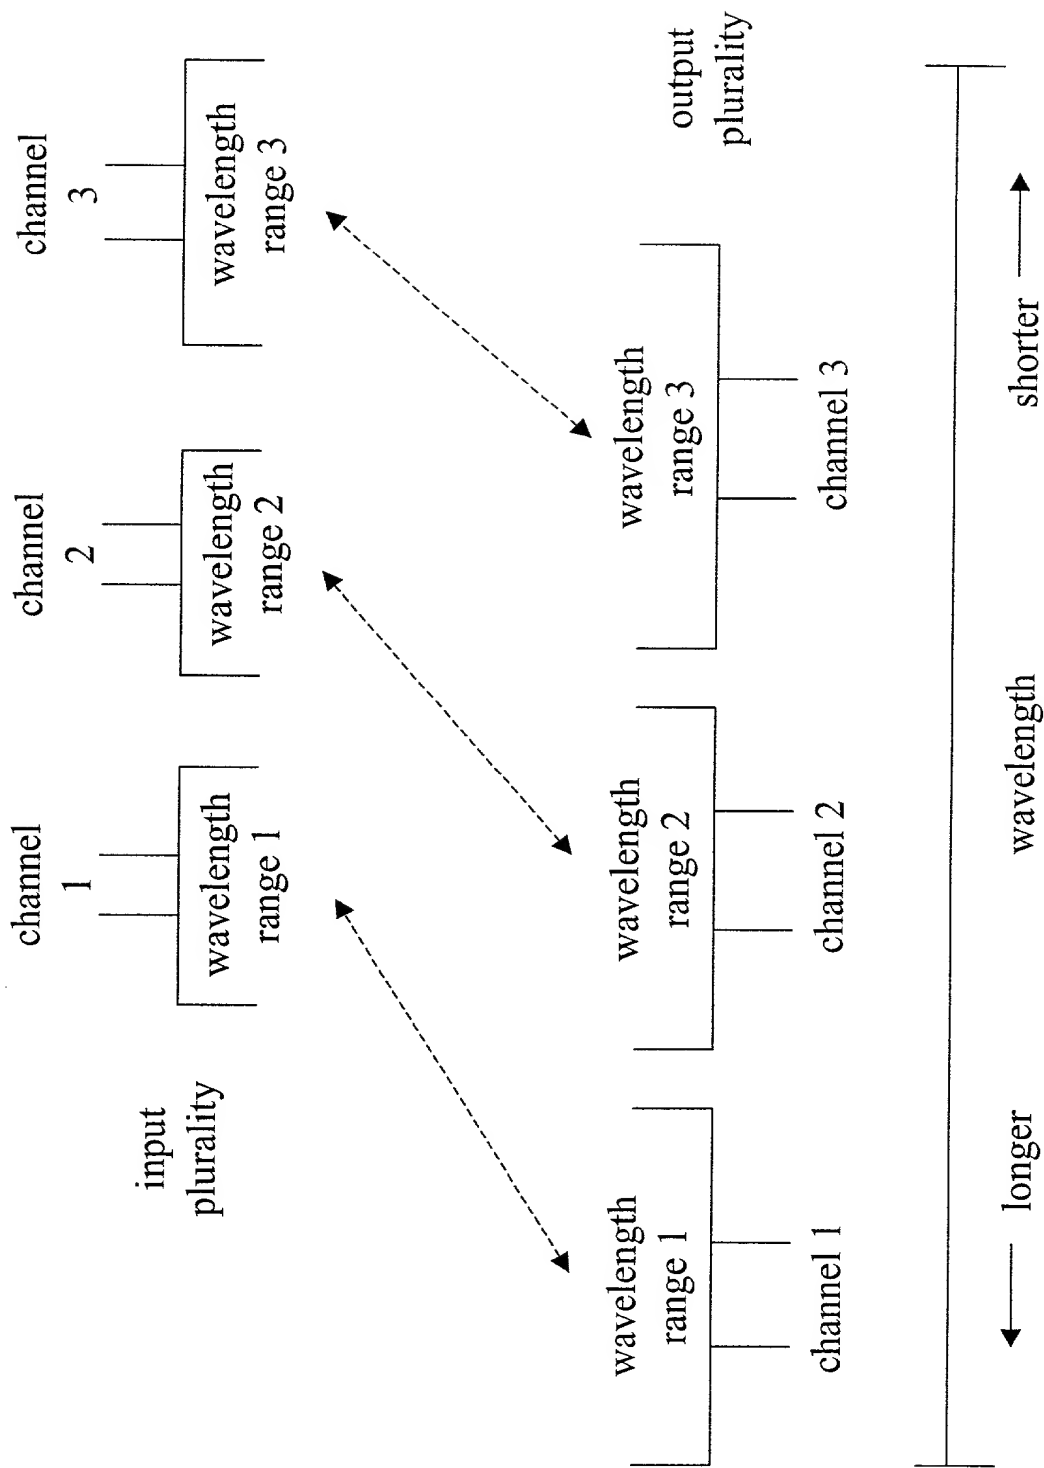 channel
1
channel
2
channel
3
input
plurality
wavelength
range 1
wavelength
range 2
wavelength
range 3
output
plurality
wavelength
range 1
wavelength
range 2
wavelength
range 3
channel 1
channel 2
channel 3
longer
wavelength
shorter